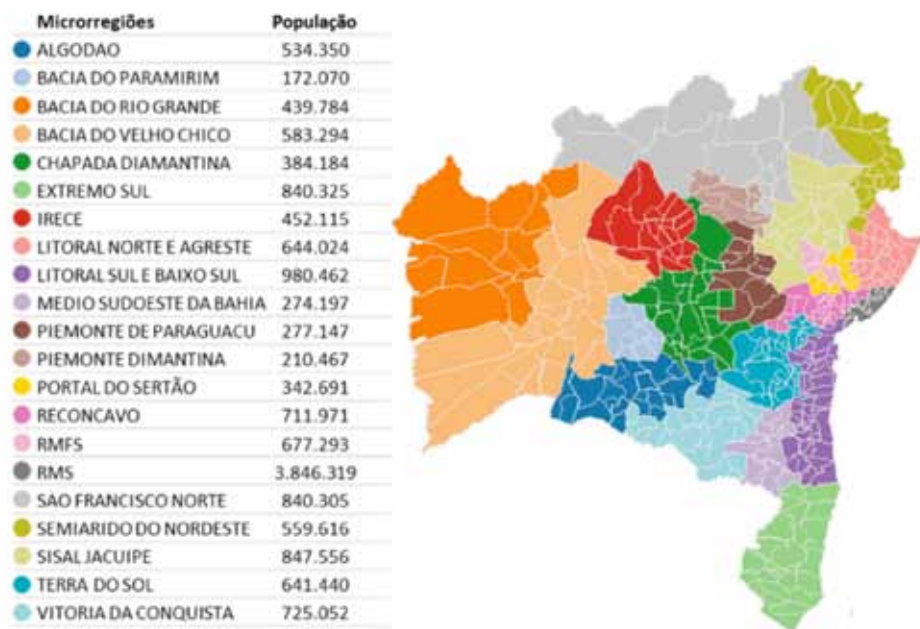 Microrregiões População
ALGODAO 534.350
BACIA DO PARAMIRIM 172.070
BACIA DO RIO GRANDE 439.784
BACIA DO VELHO CHICO 583.294
CHAPADA DIAMANTINA 384.184
EXTREMO SUL 840.325
IRECE 452.115
LITORAL NORTE E AGRESTE 644.024
LITORAL SUL E BAIXO SUL 980.462
MEDIO SUDOESTE DA BAHIA 274.197
PIEMONTE DE PARAGUACU 277.147
PIEMONTE DIMANTINA 210.467
PORTAL DO SERTÃO 342.691
RECONCAVO 711.971
RMFS 677.293
RMS 3.846.319
SAO FRANCISCO NORTE 840.305
SEMIARIDO DO NORDESTE 559.616
SISAL JACUIPE 847.556
TERRA DO SOL 641.440
VITORIA DA CONQUISTA 725.052